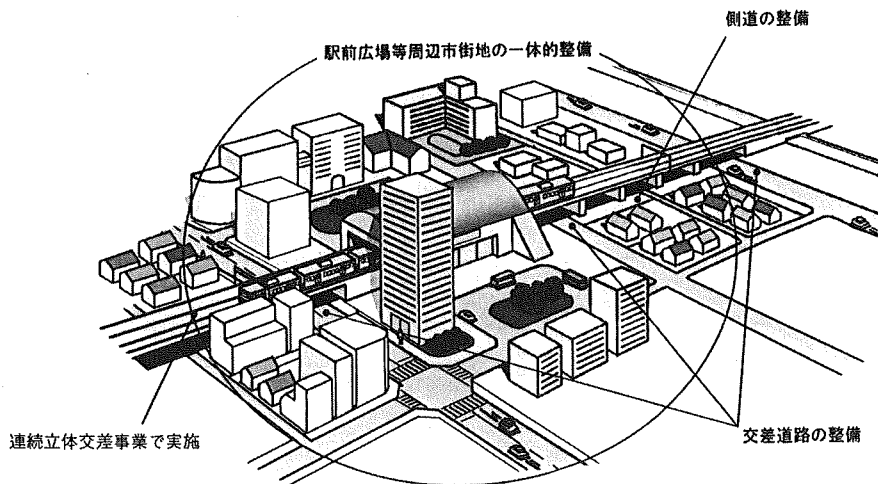 側道の整備
駅前広場等周辺市街地の一体的整備
連続立体交差事業で実施
交差道路の整備